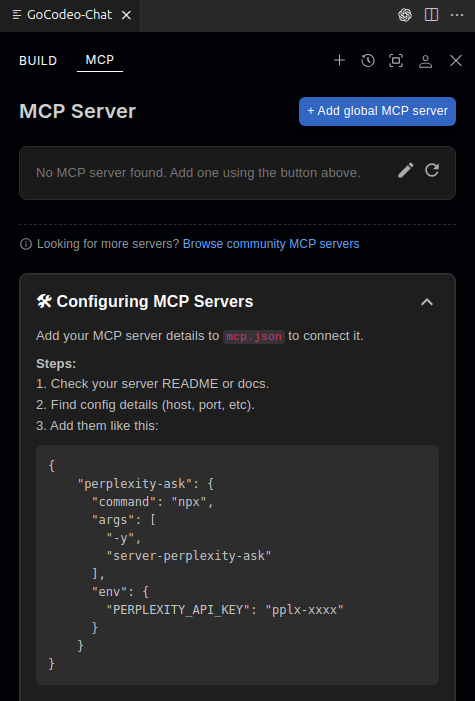 GoCodeo-Chat
BUILD MCP
MCP Server
+ Add global MCP server
No MCP server found. Add one using the button above.
Looking for more servers? Browse community MCP servers
🛠 Configuring MCP Servers
Add your MCP server details to mcp.json to connect it.
Steps:
1. Check your server README or docs.
2. Find config details (host, port, etc).
3. Add them like this:
{
    "perplexity-ask": {
      "command": "npx",
      "args": [
        "-y",
        "server-perplexity-ask"
      ],
      "env": {
        "PERPLEXITY_API_KEY": "pplx-xxxx"
      }
    }
}